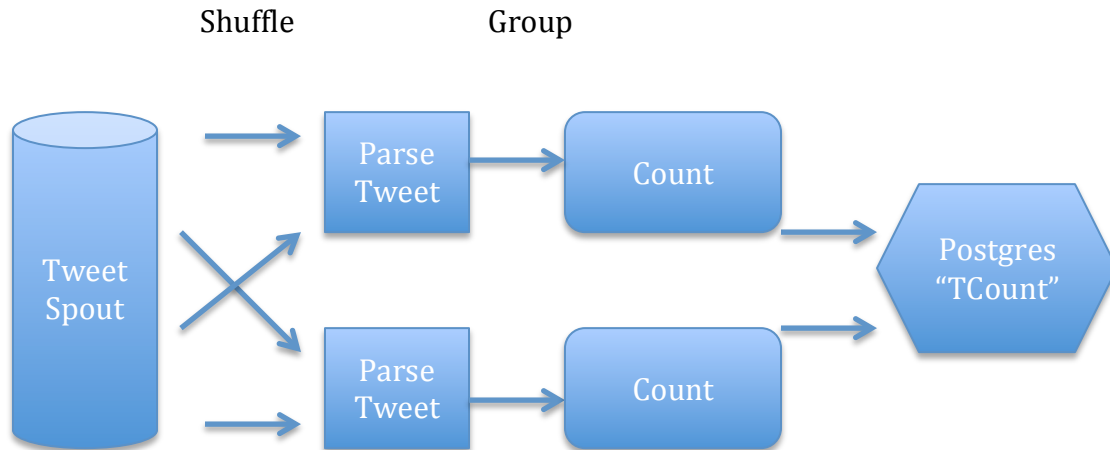 Shuffle
Group
Parse
Tweet
Count
Tweet
Spout
Postgres
“TCount”
Parse
Tweet
Count